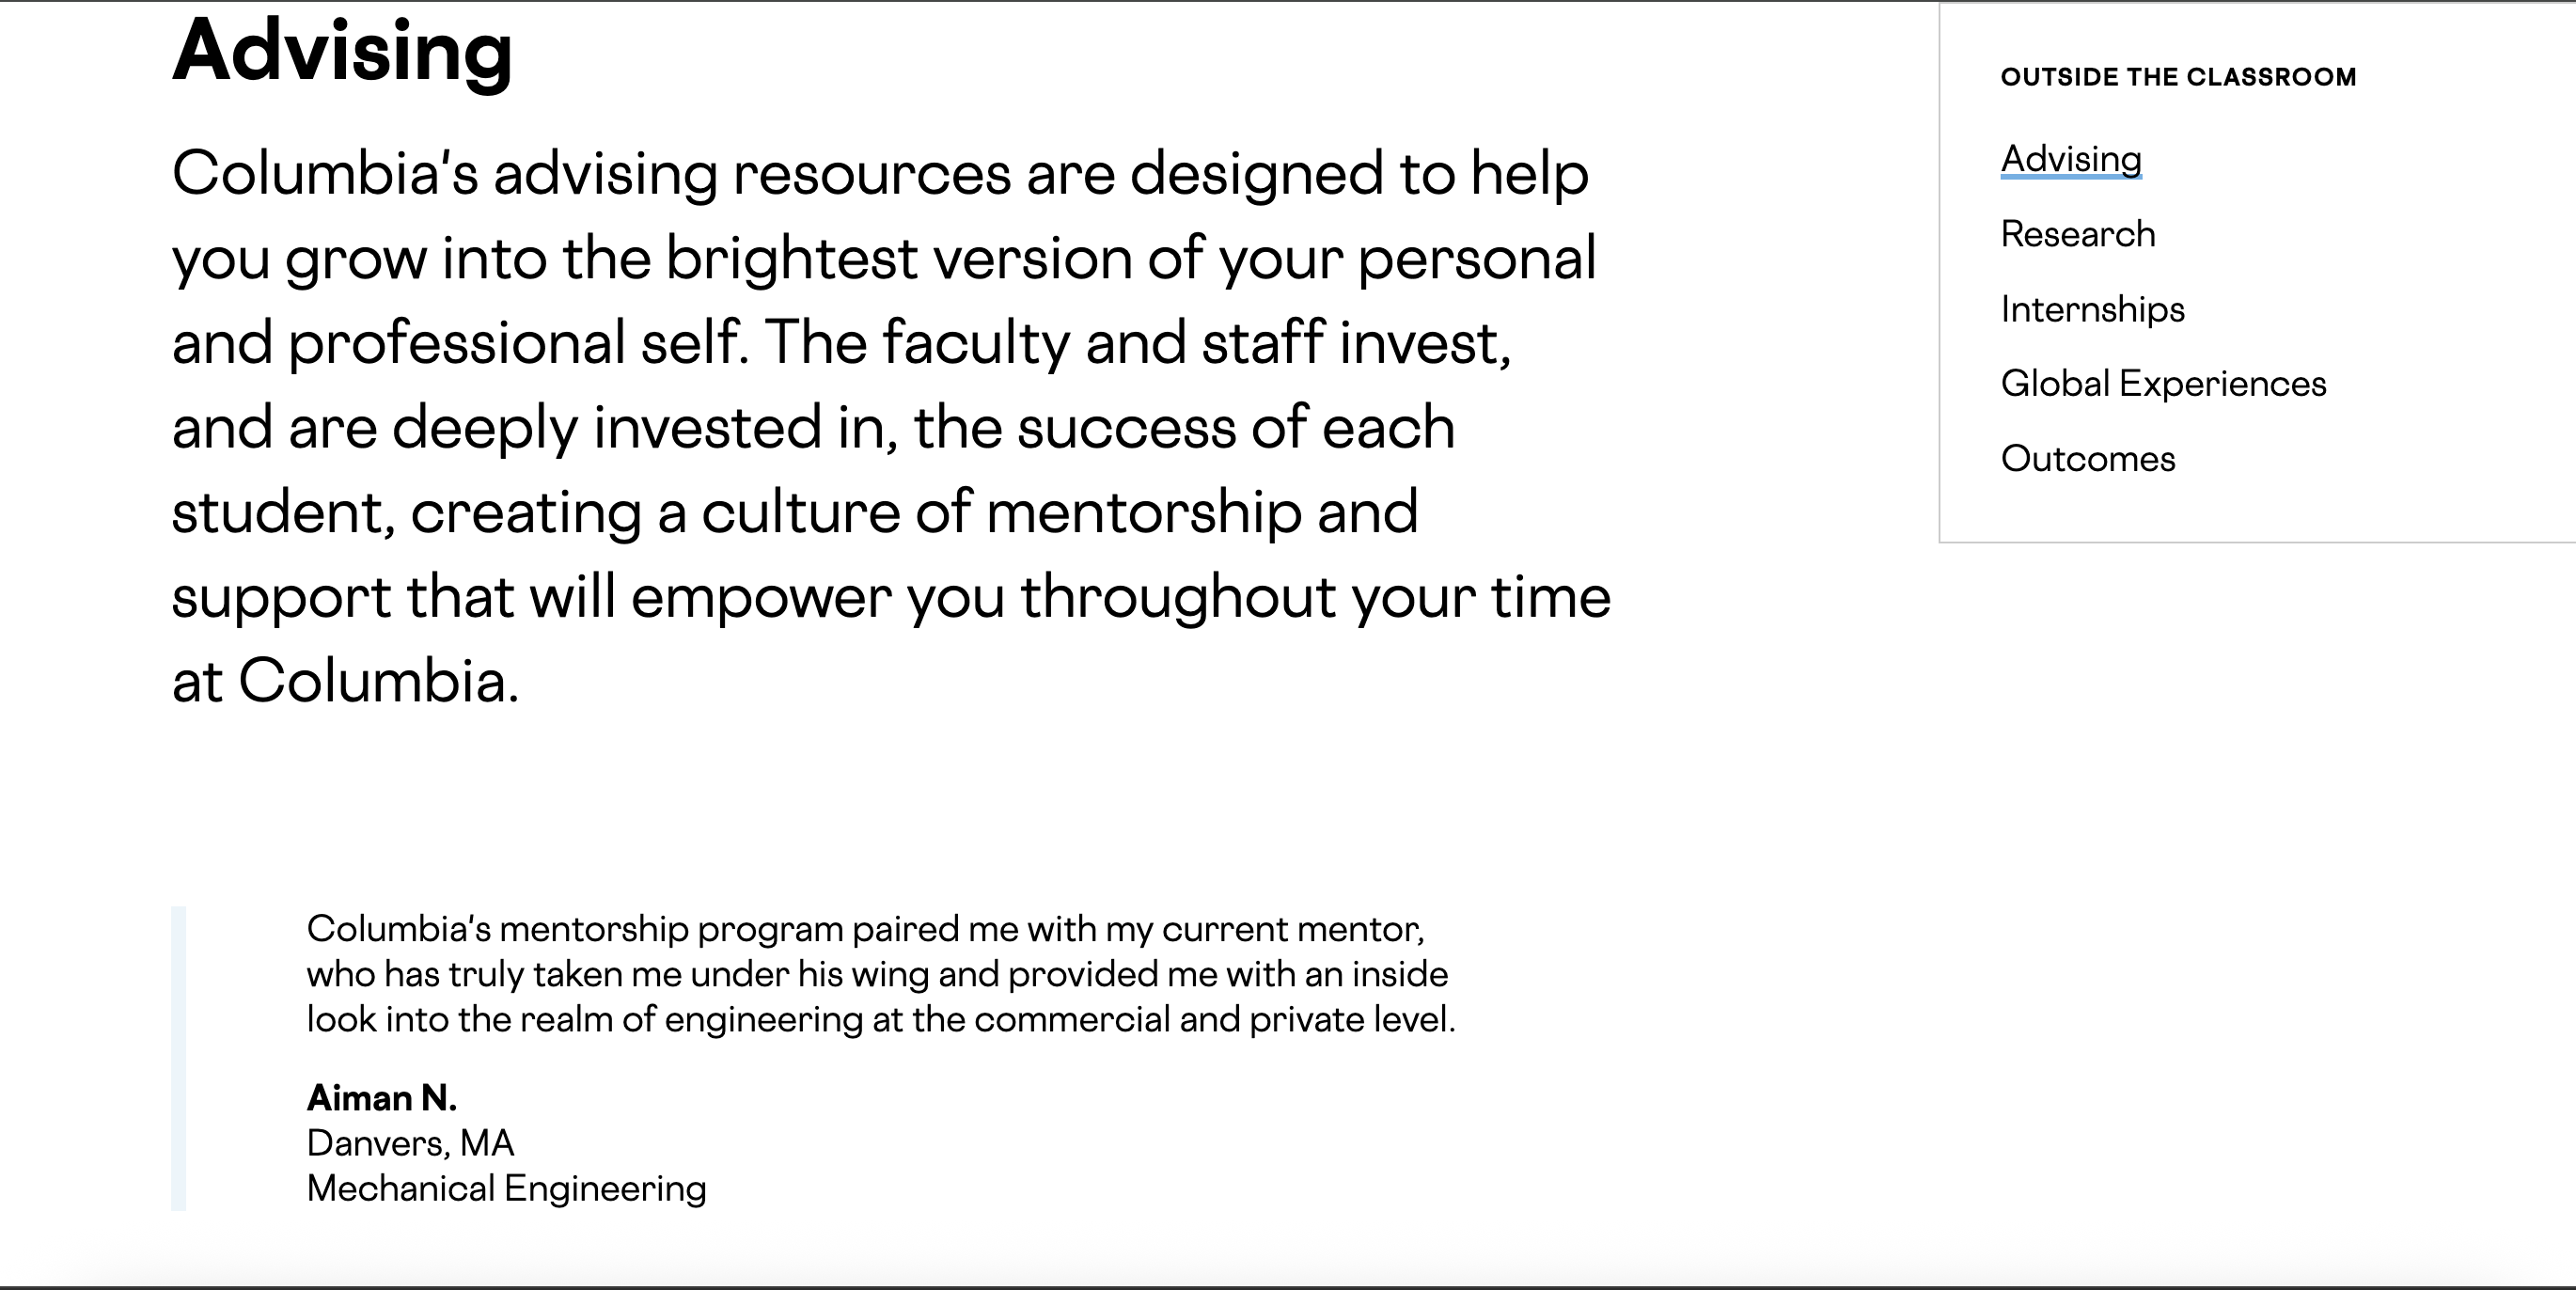 Advising
Columbia's advising resources are designed to help
you grow into the brightest version of your personal
and professional self. The faculty and staff invest,
and are deeply invested in, the success of each
student, creating a culture of mentorship and
support that will empower you throughout your time
at Columbia.
Columbia's mentorship program paired me with my current mentor,
who has truly taken me under his wing and provided me with an inside
look into the realm of engineering at the commercial and private level.
Aiman N.
Danvers, MA
Mechanical Engineering
OUTSIDE THE CLASSROOM
Advising
Research
Internships
Global Experiences
Outcomes